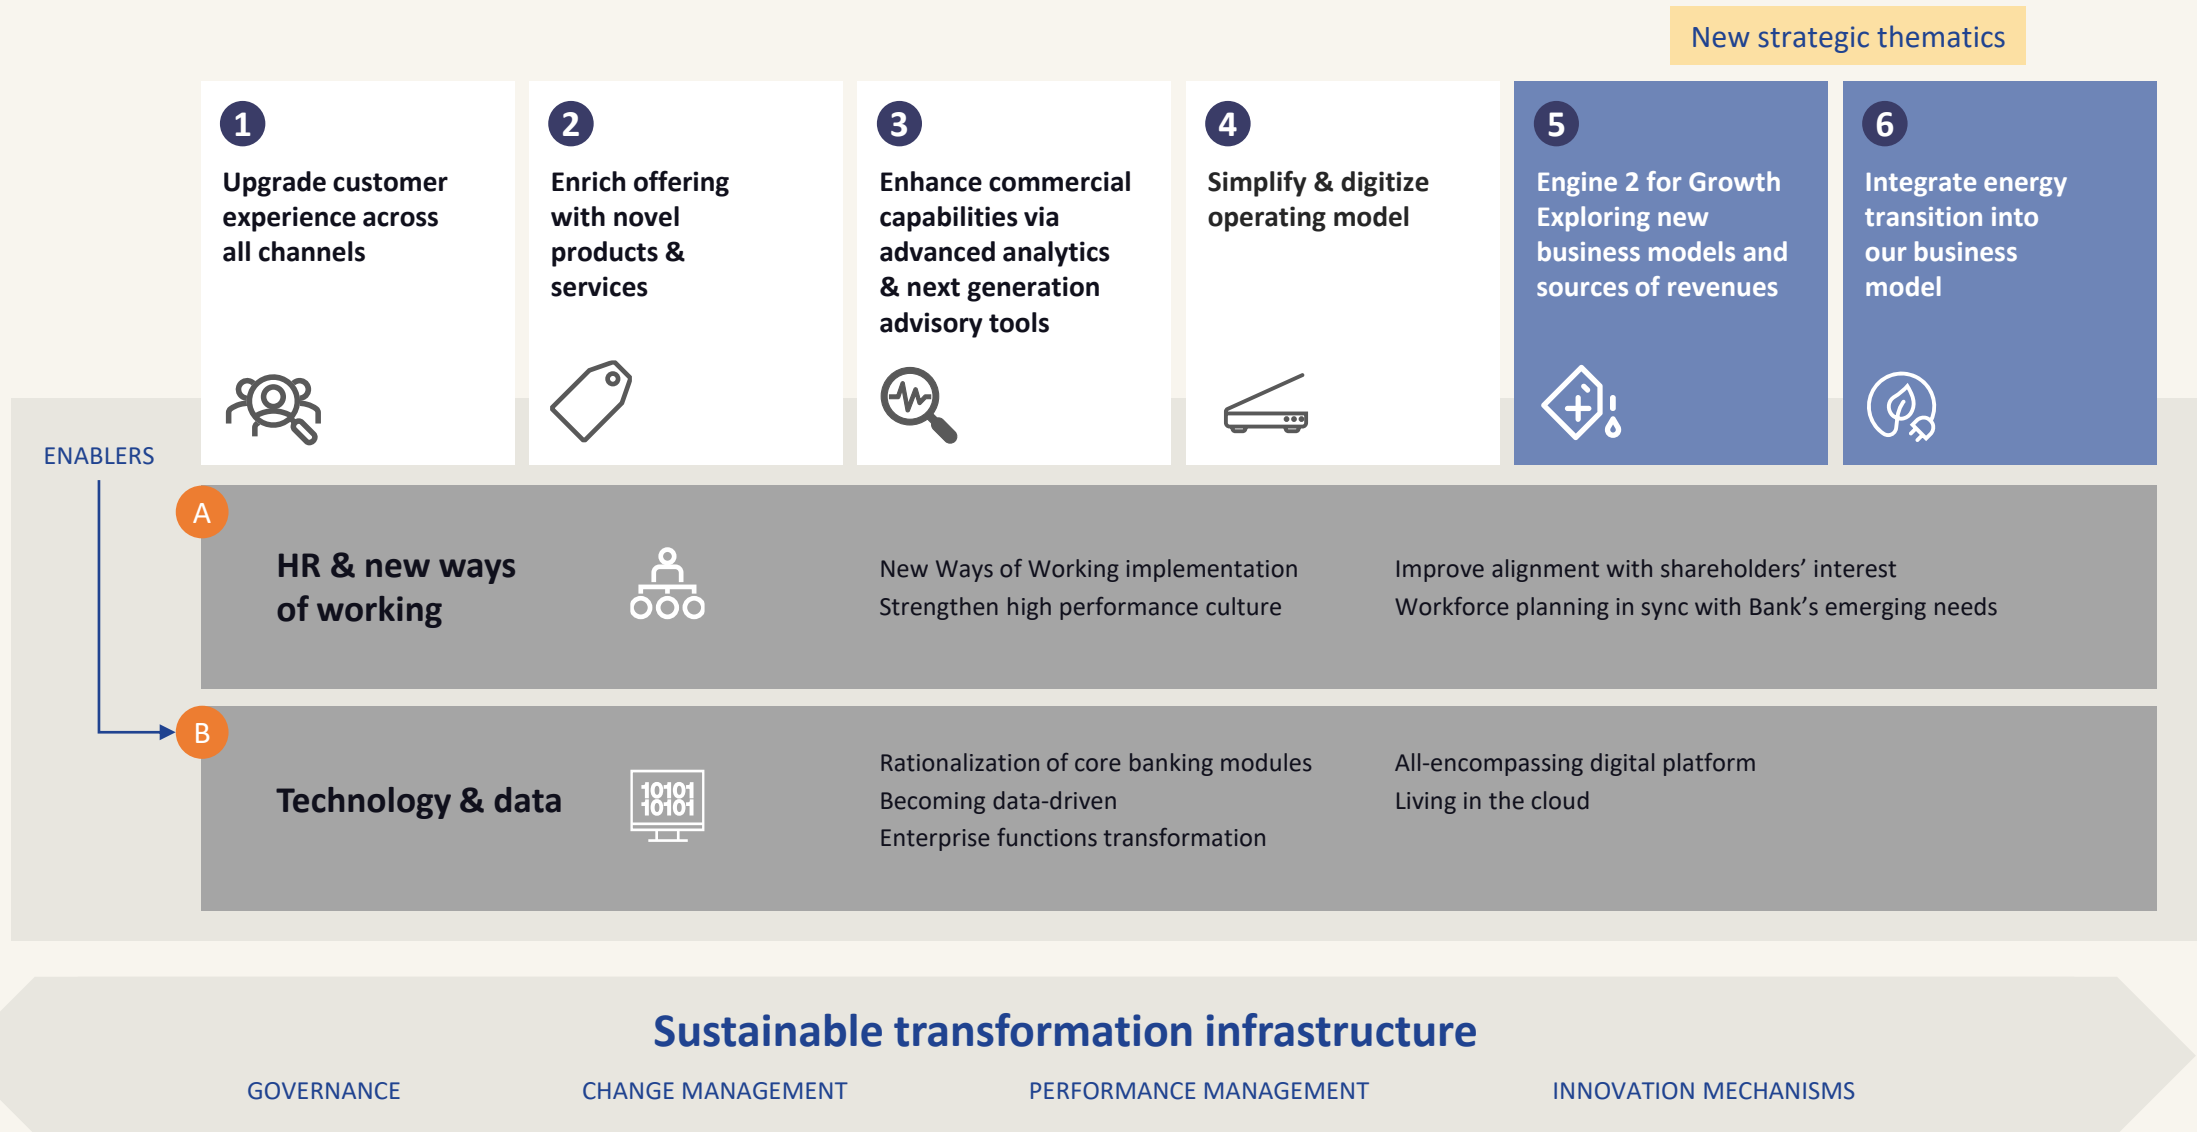 New strategic thematics
1
Upgrade customer
experience across
all channels
2
Enrich offering
with novel
products &
services
3
Enhance commercial
capabilities via
advanced analytics
& next generation
advisory tools
4
Simplify & digitize
operating model
5
Engine 2 for Growth
Exploring new
business models and
sources of revenues
6
Integrate energy
transition into
our business
model
ENABLERS
A
HR & new ways
of working
New Ways of Working implementation
Strengthen high performance culture
Improve alignment with shareholders’ interest
Workforce planning in sync with Bank’s emerging needs
B
Technology & data
10101
10101
Rationalization of core banking modules
Becoming data-driven
Enterprise functions transformation
All-encompassing digital platform
Living in the cloud
Sustainable transformation infrastructure
GOVERNANCE
CHANGE MANAGEMENT
PERFORMANCE MANAGEMENT
INNOVATION MECHANISMS